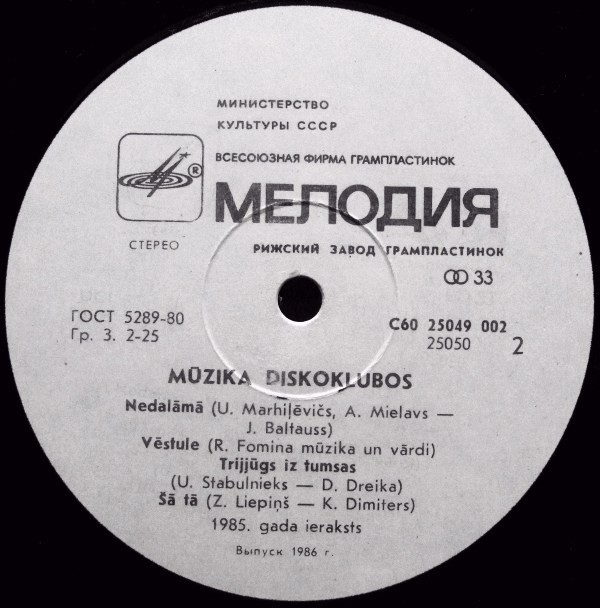 МИНИСТЕРСТВО
КУЛЬТУРЫ СССР
ВСЕСОЮЗНАЯ ФИРМА ГРАМПЛАСТИНОК
®
МЕЛОДИЯ
СТЕРЕО
РИЖСКИЙ ЗАВОД ГРАМПЛАСТИНОК
33
ГОСТ 5289-80
Гр. 3. 2-25
С60 25049 002
25050
2
MŪZIKA DISKOKLUBOS
Nedalāmā (U. Marhiļēvičs, A. Mielavs —
J. Baltauss)
Vēstule (R. Fomina mūzika un vārdi)
Trijjūgs iz tumsas
(U. Stabulnieks — D. Dreika)
Šā tā (Z. Liepiņš — K. Dimiters)
1985. gada ieraksts
Выпуск 1986 г.